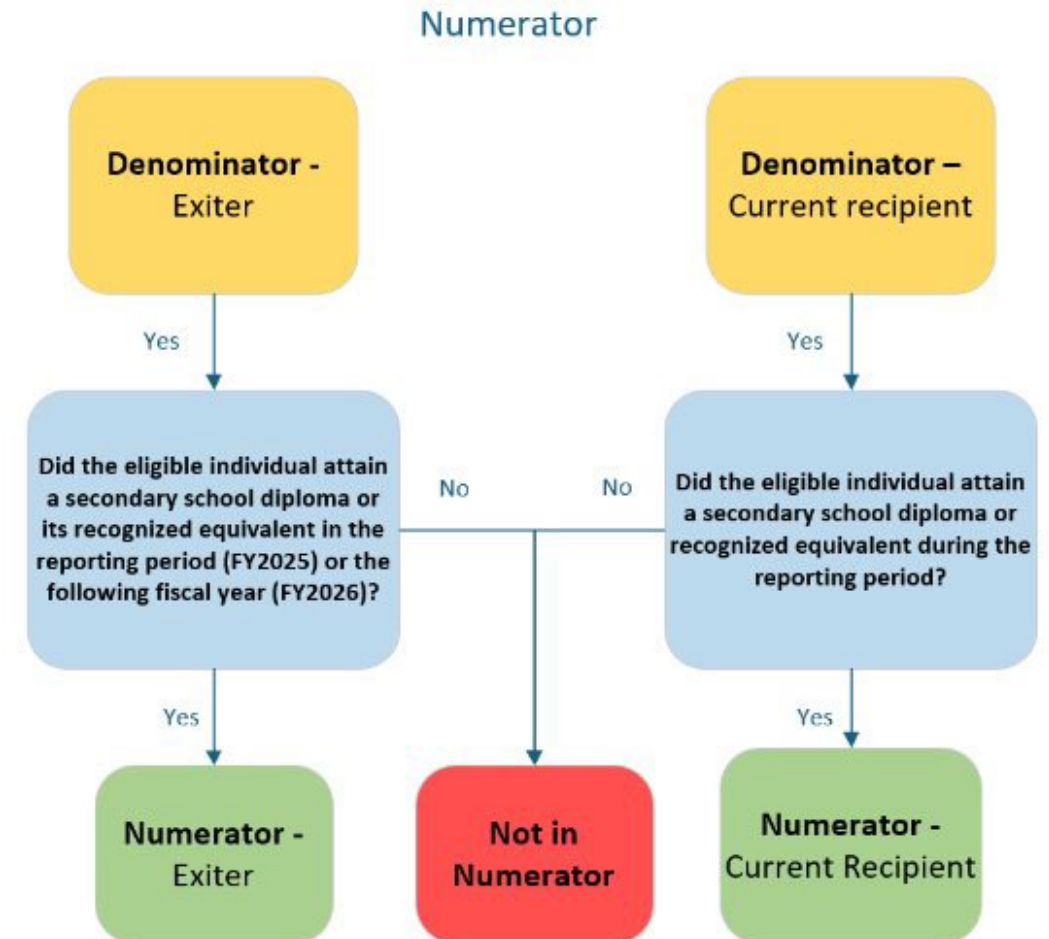 Numerator
Denominator -
Exiter
Denominator –
Current recipient
Yes
Yes
Did the eligible individual attain
a secondary school diploma or
its recognized equivalent in the
reporting period (FY2025) or the
following fiscal year (FY2026)?
No
No
Did the eligible individual attain
a secondary school diploma or
recognized equivalent during the
reporting period?
Yes
Yes
Numerator -
Exiter
Not in
Numerator
Numerator -
Current Recipient